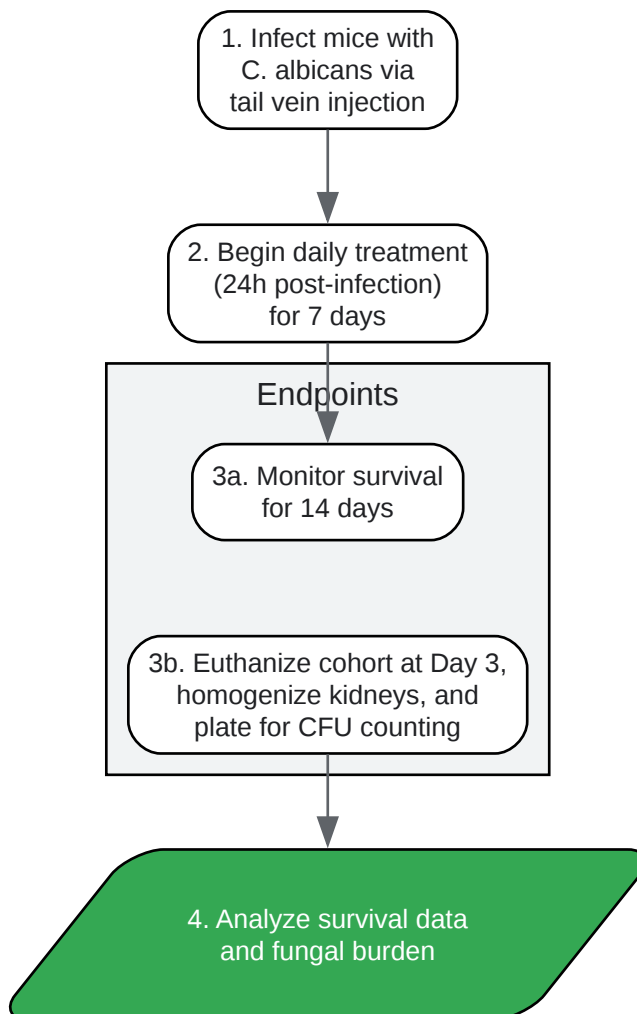 1. Infect mice with
C. albicans via
tail vein injection
2. Begin daily treatment
(24h post-infection)
for 7 days
Endpoints
3a. Monitor survival
for 14 days
3b. Euthanize cohort at Day 3,
homogenize kidneys, and
plate for CFU counting
4. Analyze survival data
and fungal burden